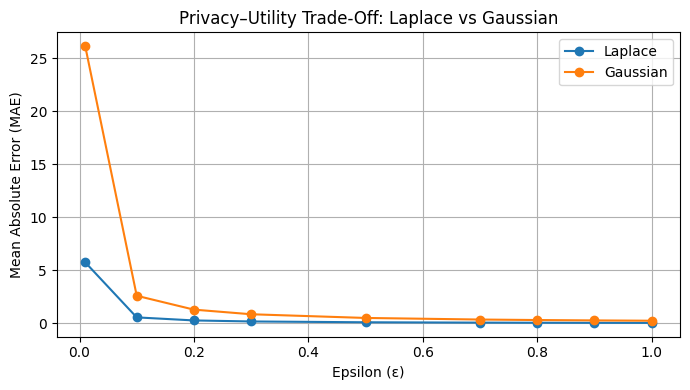 Privacy–Utility Trade-Off: Laplace vs Gaussian
Laplace
Gaussian
Mean Absolute Error (MAE)
25
20
15
10
5
0
0.0 0.2 0.4 0.6 0.8 1.0
Epsilon (ε)